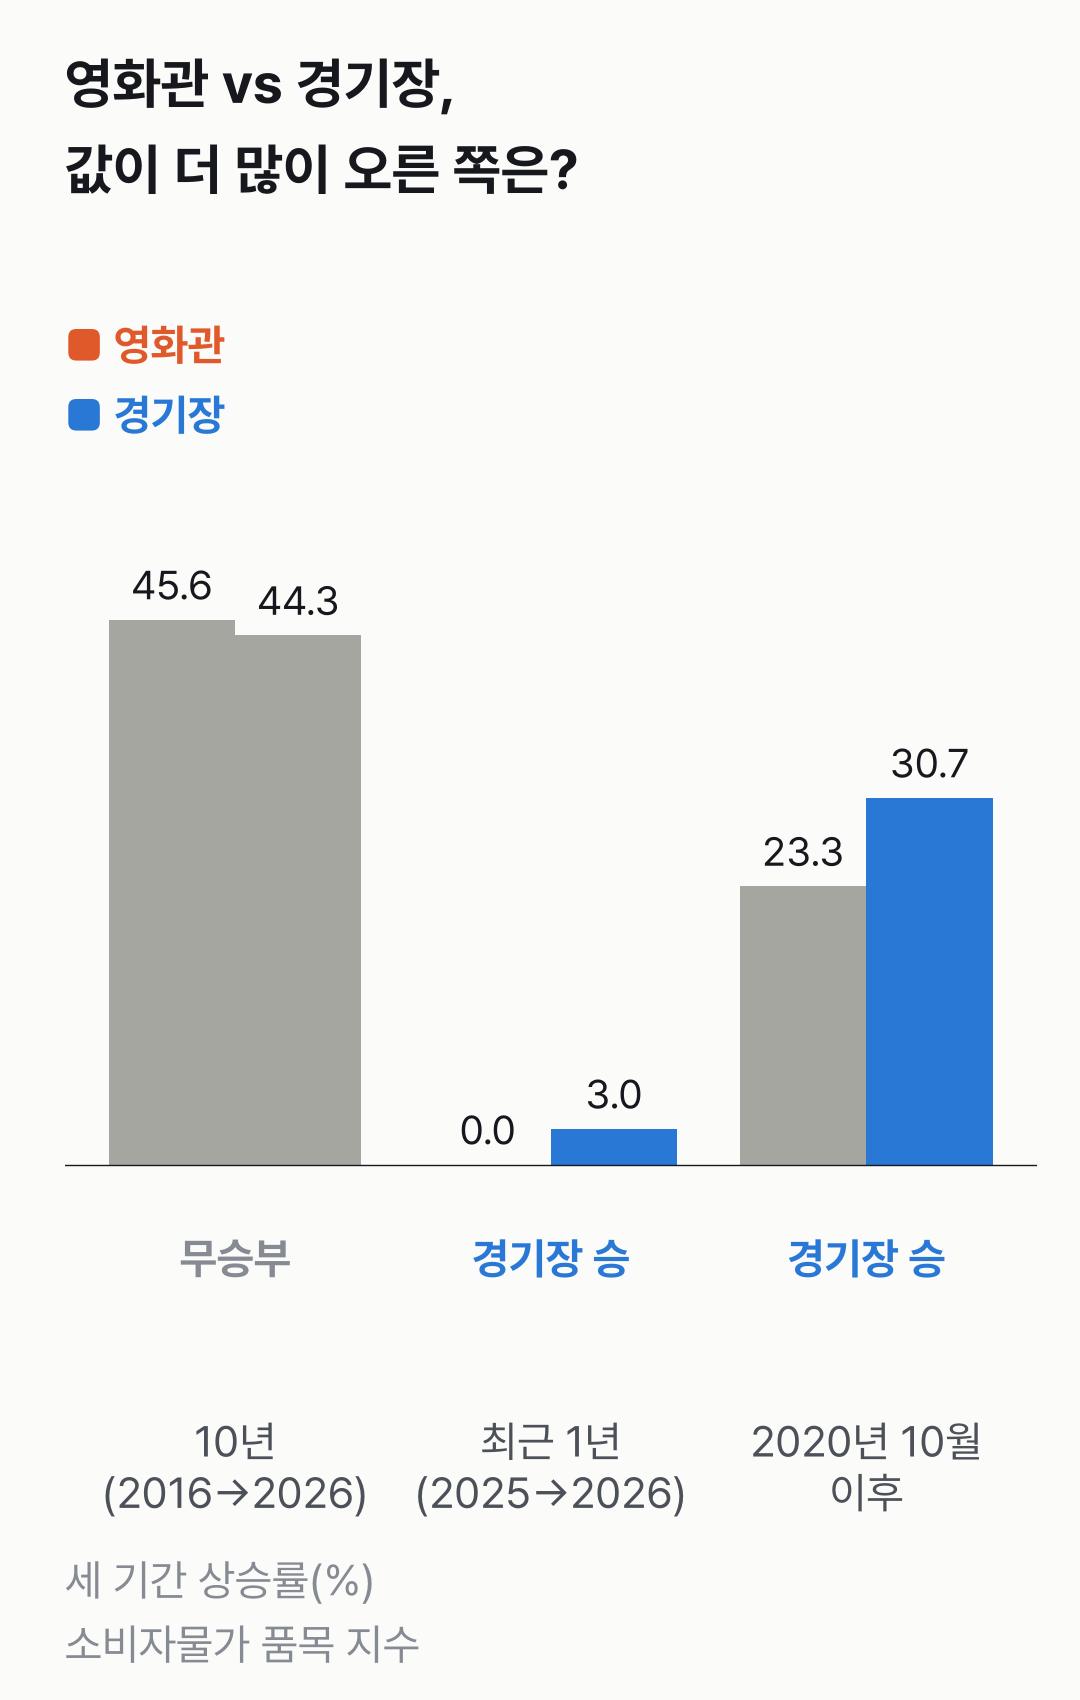 영화관 vs 경기장,
값이 더 많이 오른 쪽은?
영화관
경기장
45.6
44.3
0.0
3.0
23.3
30.7
무승부
경기장 승
경기장 승
10년
(2016→2026)
최근 1년
(2025→2026)
2020년 10월
이후
세 기간 상승률(%)
소비자물가 품목 지수